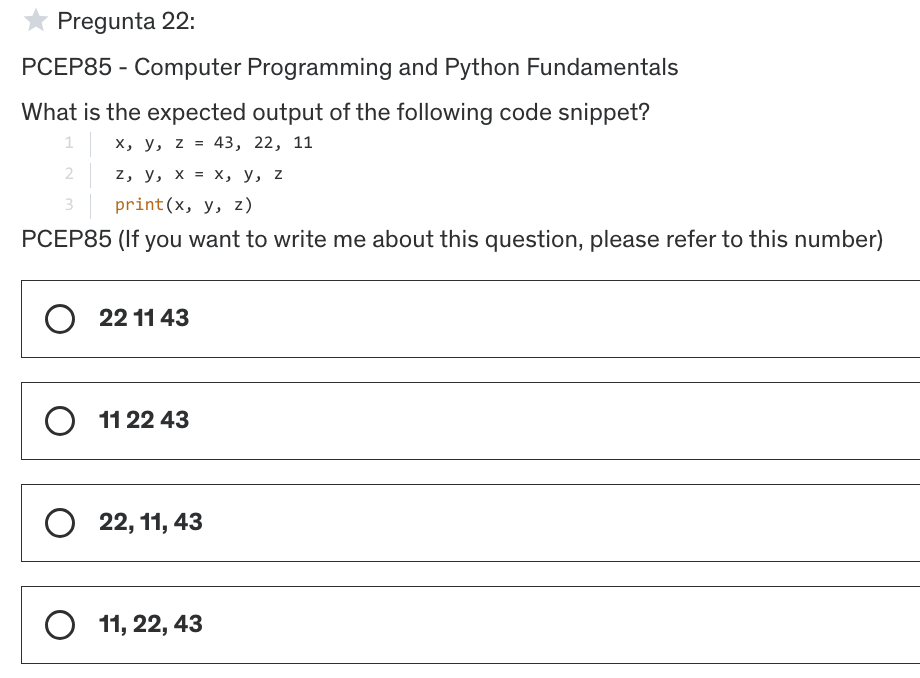 Pregunta 22:
PCEP85 - Computer Programming and Python Fundamentals
What is the expected output of the following code snippet?
1 x, y, z = 43, 22, 11
2 z, y, x = x, y, z
3 print(x, y, z)
PCEP85 (If you want to write me about this question, please refer to this number)
22 11 43
11 22 43
22, 11, 43
11, 22, 43